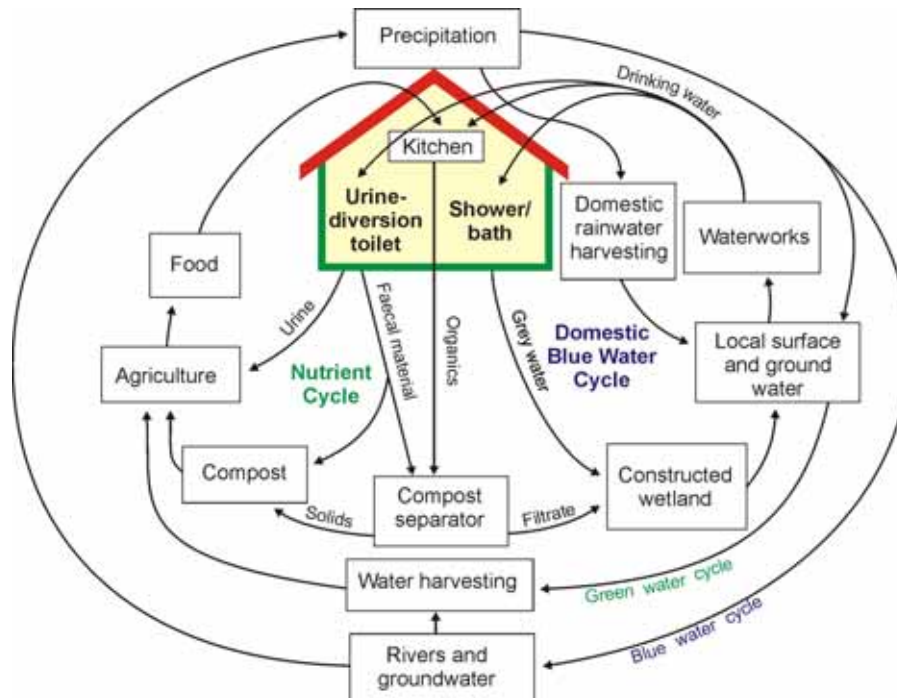 Precipitation
Drinking water
Kitchen
Urine-
diversion
toilet
Shower/
bath
Domestic
rainwater
harvesting
Waterworks
Food
Urine
Faecal material
Organics
Grey water
Nutrient
Cycle
Domestic
Blue Water
Cycle
Local surface
and ground
water
Agriculture
Compost
Solids
Compost
separator
Filtrate
Constructed
wetland
Water harvesting
Green water cycle
Rivers and
groundwater
Blue water cycle